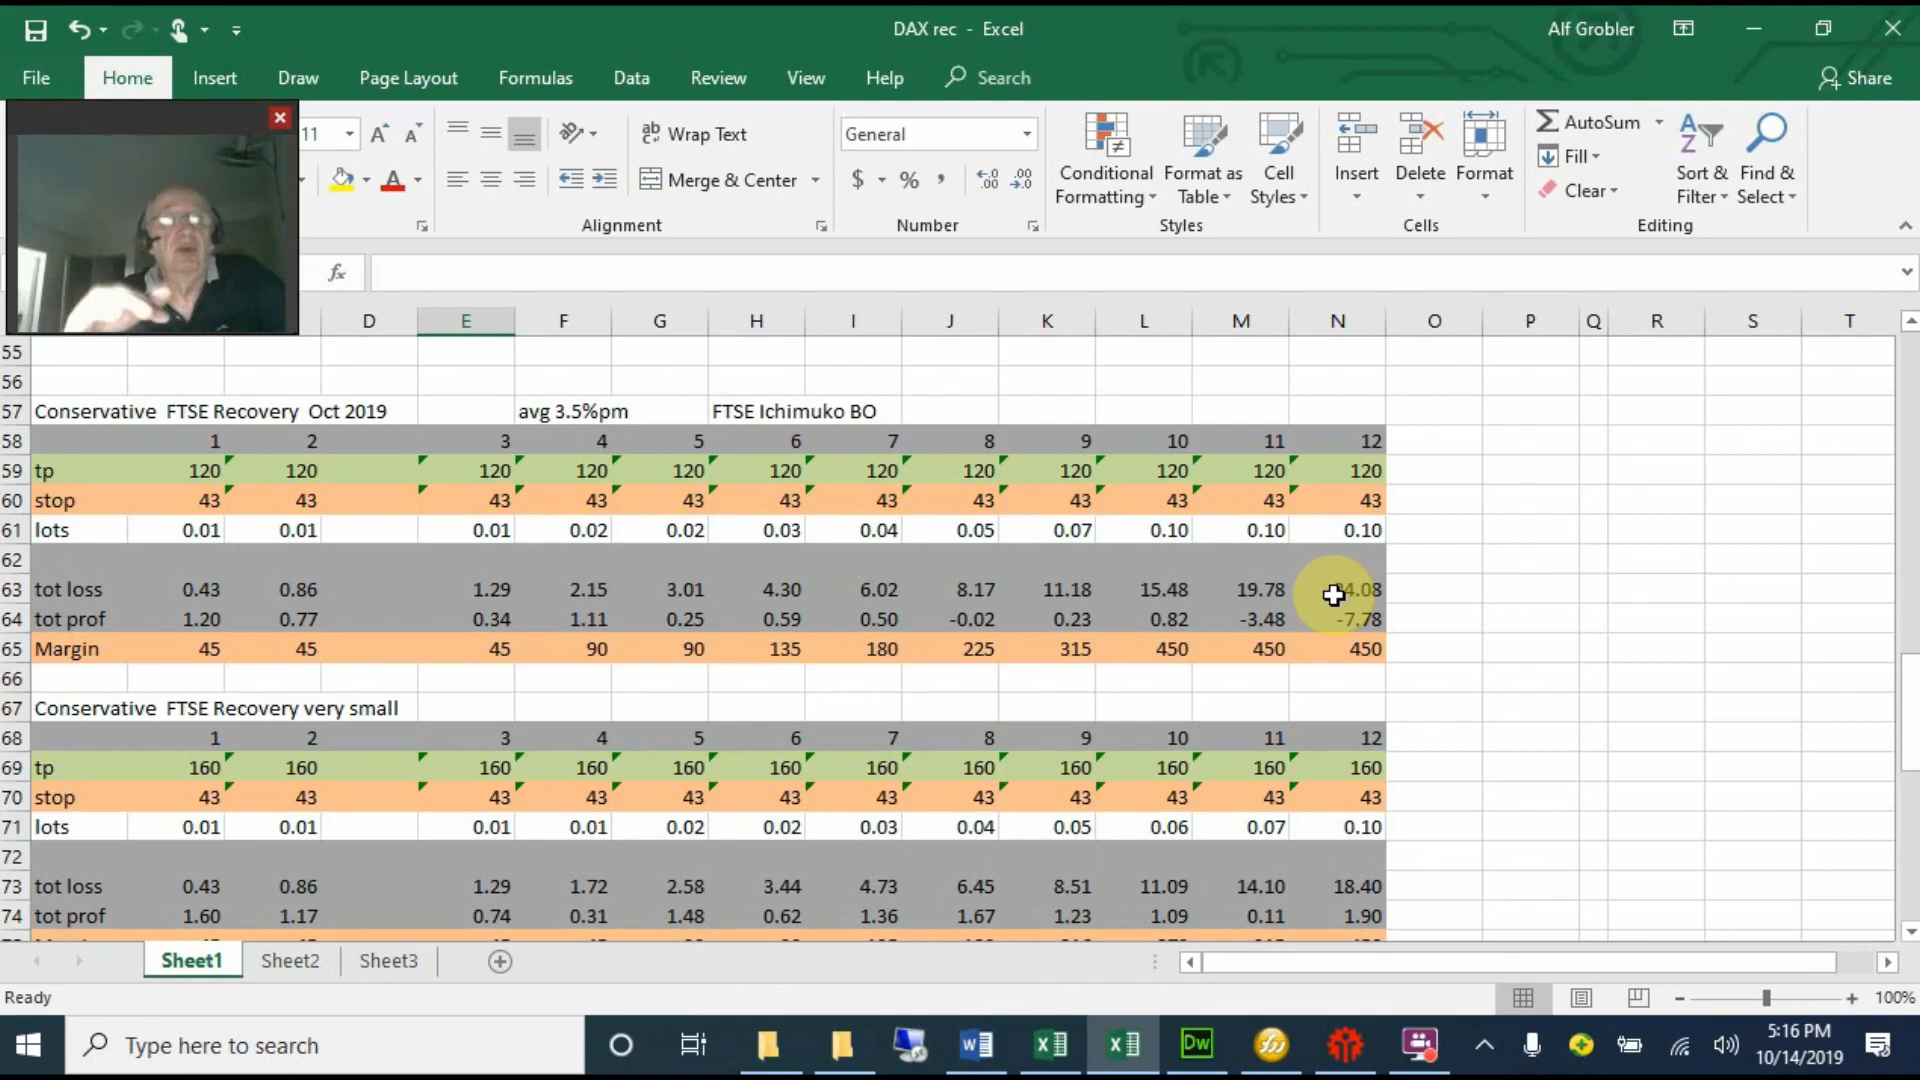 DAX rec - Excel
Alf Grobler
File Home Insert Draw Page Layout Formulas Data Review View Help Search Share
11 Wrap Text General AutoSum
Merge & Center $ % , Conditional Formatting Format as Table Cell Styles Insert Delete Format Fill Clear Sort & Filter Find & Select
Alignment Number Styles Cells Editing
fx
D E F G H I J K L M N O P Q R S T
55
56
57 Conservative FTSE Recovery Oct 2019 avg 3.5%pm FTSE Ichimuko BO
58 1 2 3 4 5 6 7 8 9 10 11 12
59 tp 120 120 120 120 120 120 120 120 120 120 120 120
60 stop 43 43 43 43 43 43 43 43 43 43 43 43
61 lots 0.01 0.01 0.01 0.02 0.02 0.03 0.04 0.05 0.07 0.10 0.10 0.10
62
63 tot loss 0.43 0.86 1.29 2.15 3.01 4.30 6.02 8.17 11.18 15.48 19.78
64 tot prof 1.20 0.77 0.34 1.11 0.25 0.59 0.50 -0.02 0.23 0.82 -3.48 -7.78
65 Margin 45 45 45 90 90 135 180 225 315 450 450 450
66
67 Conservative FTSE Recovery very small
68 1 2 3 4 5 6 7 8 9 10 11 12
69 tp 160 160 160 160 160 160 160 160 160 160 160 160
70 stop 43 43 43 43 43 43 43 43 43 43 43 43
71 lots 0.01 0.01 0.01 0.01 0.02 0.02 0.03 0.04 0.05 0.06 0.07 0.10
72
73 tot loss 0.43 0.86 1.29 1.72 2.58 3.44 4.73 6.45 8.51 11.09 14.10 18.40
74 tot prof 1.60 1.17 0.74 0.31 1.48 0.62 1.36 1.67 1.23 1.09 0.11 1.90
Sheet1 Sheet2 Sheet3
Ready 100%
Type here to search
Dw
5:16 PM
10/14/2019